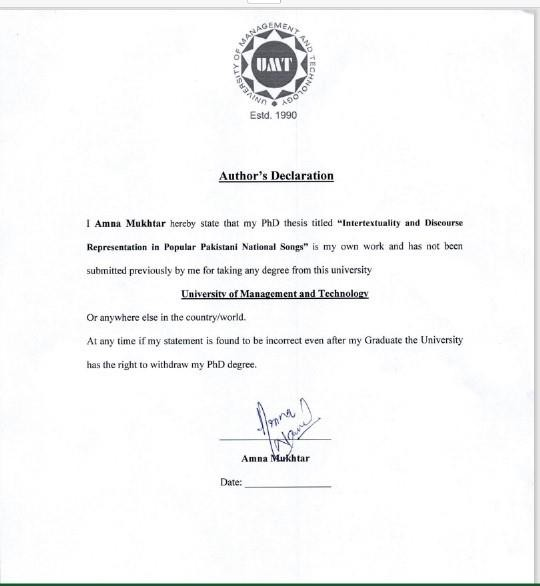 UNIVERSITY OF MANAGEMENT AND TECHNOLOGY
UMT
Estd. 1990
Author's Declaration
I Amna Mukhtar hereby state that my PhD thesis titled "Intertextuality and Discourse
Representation in Popular Pakistani National Songs" is my own work and has not been
submitted previously by me for taking any degree from this university
University of Management and Technology
Or anywhere else in the country/world.
At any time if my statement is found to be incorrect even after my Graduate the University
has the right to withdraw my PhD degree.
Amna
Amna Mukhtar
Date: